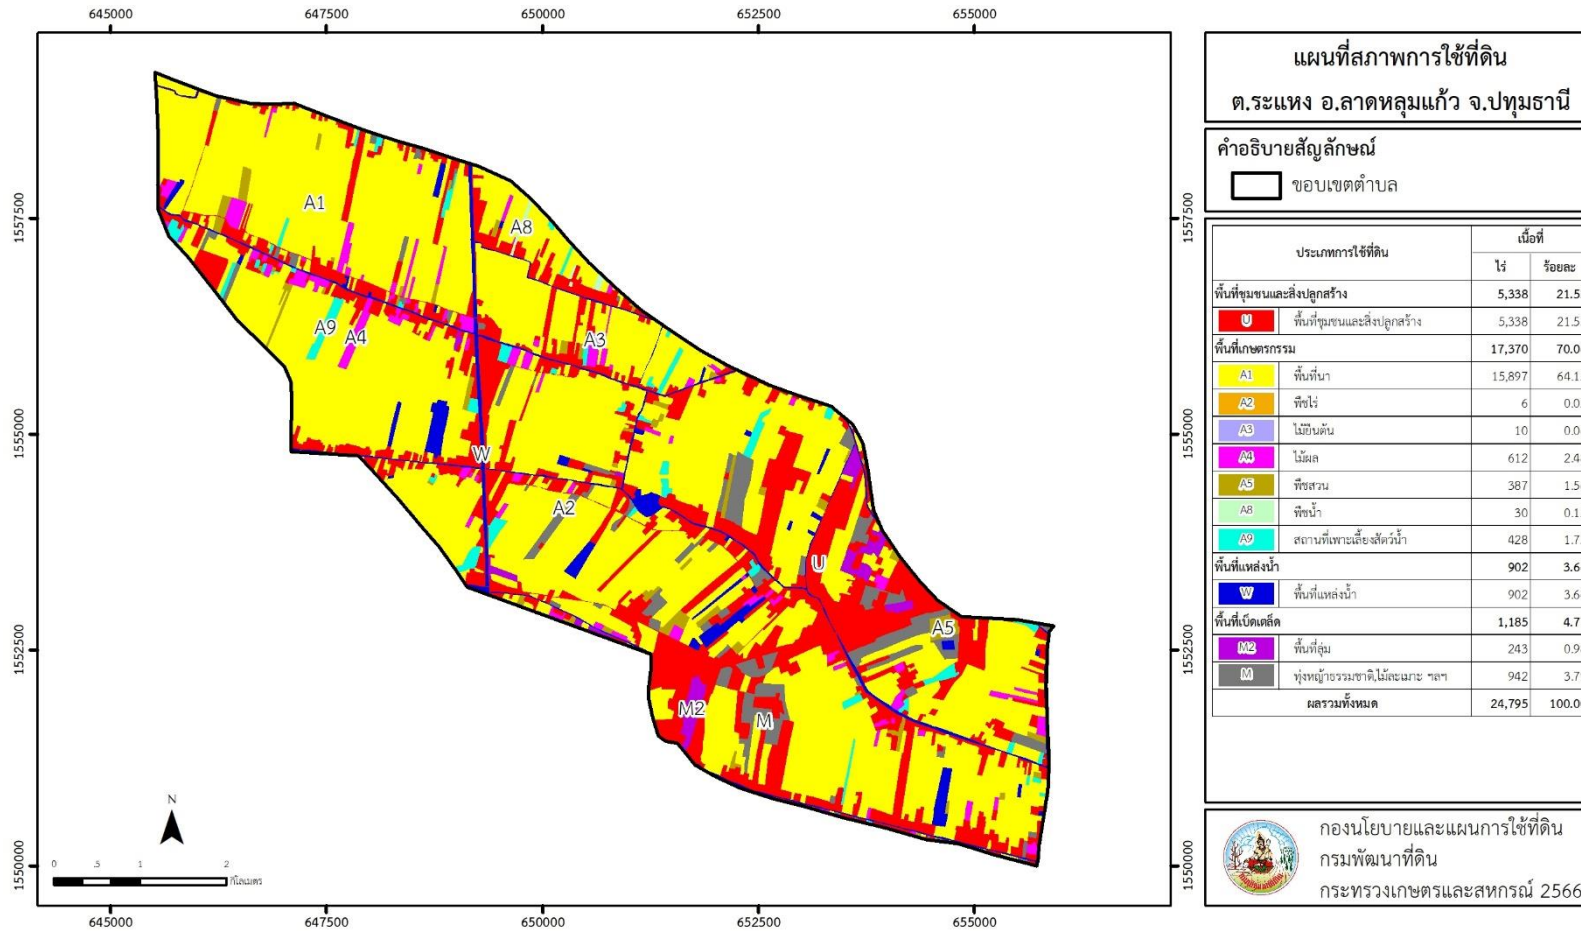 645000 647500 650000 652500 655000
1557500
1555000
1552500
1550000
A1
A8
A9
A4
A3
W
A2
U
A5
M2
M
N
0 .5 1 2
กิโลเมตร
1557500
1555000
1552500
1550000
645000 647500 650000 652500 655000
แผนที่สภาพการใช้ที่ดิน
ต.ระแหง อ.ลาดหลุมแก้ว จ.ปทุมธานี
คำอธิบายสัญลักษณ์
ขอบเขตตำบล
ประเภทการใช้ที่ดิน เนื้อที่
ไร่ ร้อยละ
พื้นที่ชุมชนและสิ่งปลูกสร้าง 5,338 21.5
U พื้นที่ชุมชนและสิ่งปลูกสร้าง 5,338 21.5
พื้นที่เกษตรกรรม 17,370 70.0
A1 พื้นที่นา 15,897 64.1
A2 พืชไร่ 6 0.0
A3 ไม้ยืนต้น 10 0.0
A4 ไม้ผล 612 2.4
A5 พืชสวน 387 1.5
A8 พืชน้ำ 30 0.1
A9 สถานที่เพาะเลี้ยงสัตว์น้ำ 428 1.7
พื้นที่แหล่งน้ำ 902 3.6
W พื้นที่แหล่งน้ำ 902 3.6
พื้นที่เบ็ดเตล็ด 1,185 4.7
M2 พื้นที่ลุ่ม 243 0.9
M ทุ่งหญ้าธรรมชาติ,ไม้ละเมาะ ฯลฯ 942 3.7
ผลรวมทั้งหมด 24,795 100.0
กองนโยบายและแผนการใช้ที่ดิน
กรมพัฒนาที่ดิน
กระทรวงเกษตรและสหกรณ์ 2566